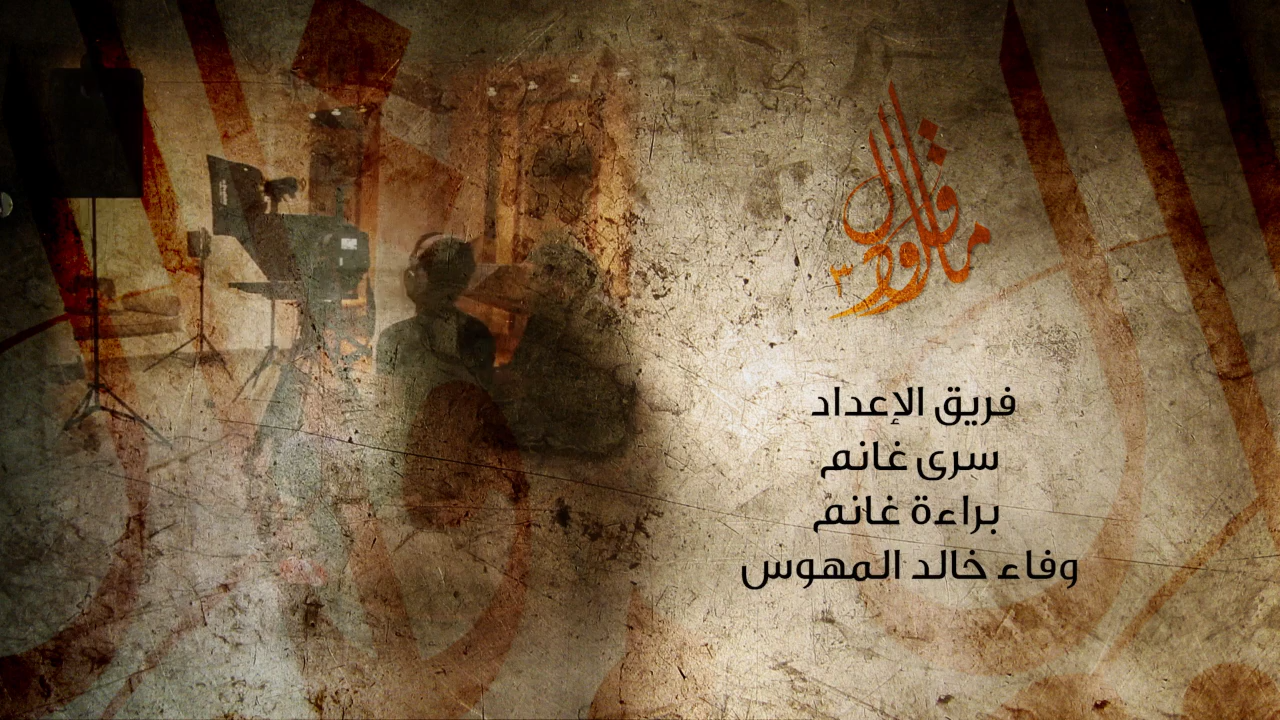 فريق الإعداد
سرى غانم
براءة غانم
وفاء خالد المهوس